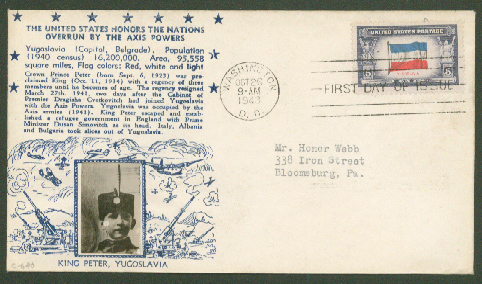 THE UNITED STATES HONORS THE NATIONS
OVERRUN BY THE AXIS POWERS
Yugoslavia (Capitol, Belgrade), Population
(1940 census) 16,200,000. Area, 95,558
square miles, Flag colors: Red, white and light
Crown Prince Peter (born Sept. 6, 1923) was pro-
claimed King (Oct. 11, 1934) with a regency of three
members until he becomes of age. The regency resigned
March 27th. 1941, two days after the Cabinet of
Premier Dragisha Cvetkovitch had joined Yugoslavia
with the Axis Powers. Yugoslavia was occupied by the
Axis armies (1941). King Peter escaped and estab-
lished a refugee government in England with Prime
Minister Dusan Simovitch as its head. Italy, Albania
and Bulgaria took slices out of Yugoslavia.
KING PETER, YUGOSLAVIA
WASHINGTON
OCT 26
9-AM
1943
D. C.
UNITED STATES POSTAGE
FIRST DAY OF ISSUE
Mr. Honor Webb
338 Iron Street
Bloomsburg, Pa.